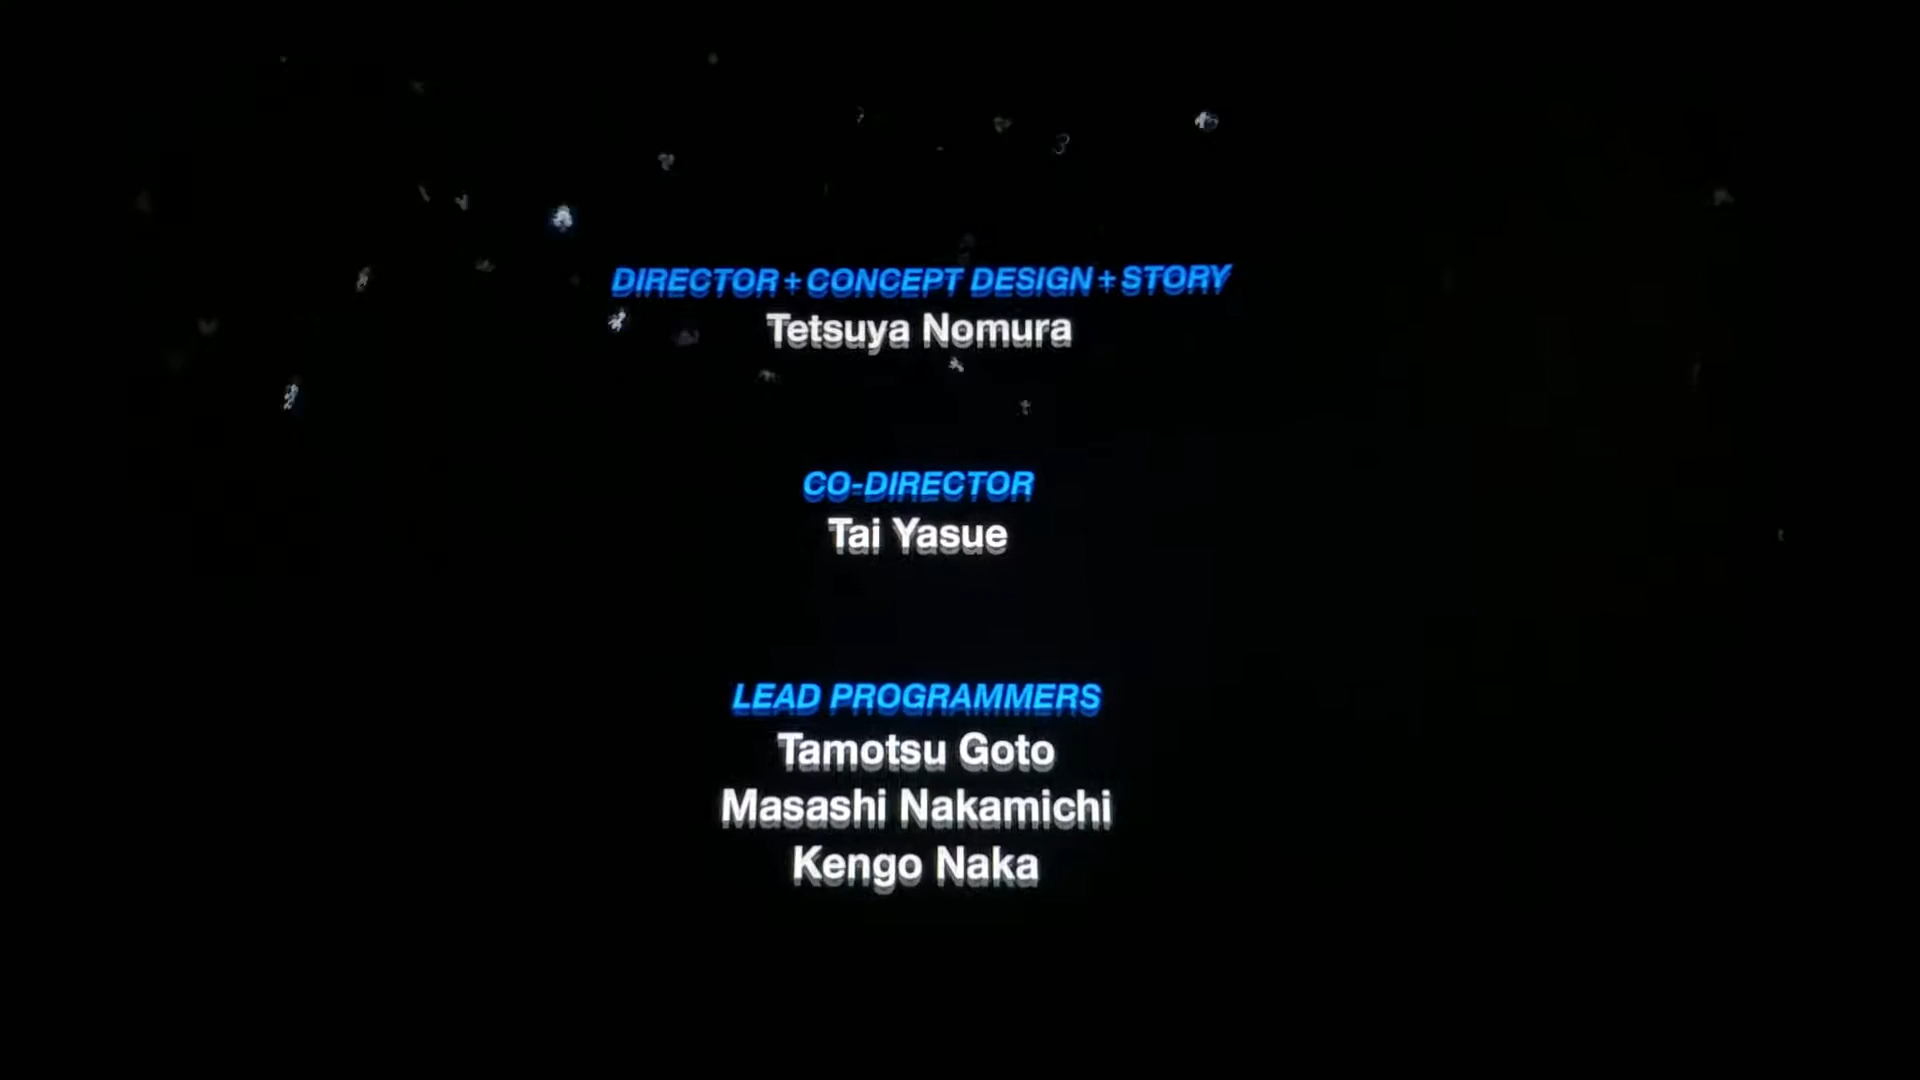 DIRECTOR + CONCEPT DESIGN + STORY
Tetsuya Nomura
CO-DIRECTOR
Tai Yasue
LEAD PROGRAMMERS
Tamotsu Goto
Masashi Nakamichi
Kengo Naka